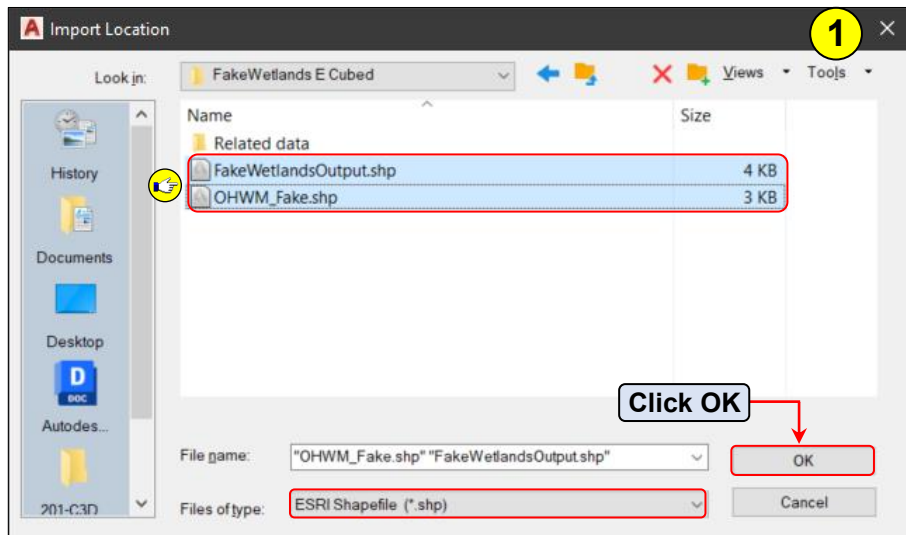 Import Location
1
Look in:
FakeWetlands E Cubed
Views
Tools
Name
Size
Related data
FakeWetlandsOutput.shp
4 KB
OHWM_Fake.shp
3 KB
History
Documents
Desktop
D
DOC
Autodes...
201-C3D
Click OK
File name:
"OHWM_Fake.shp" "FakeWetlandsOutput.shp"
OK
Files of type:
ESRI Shapefile (*.shp)
Cancel